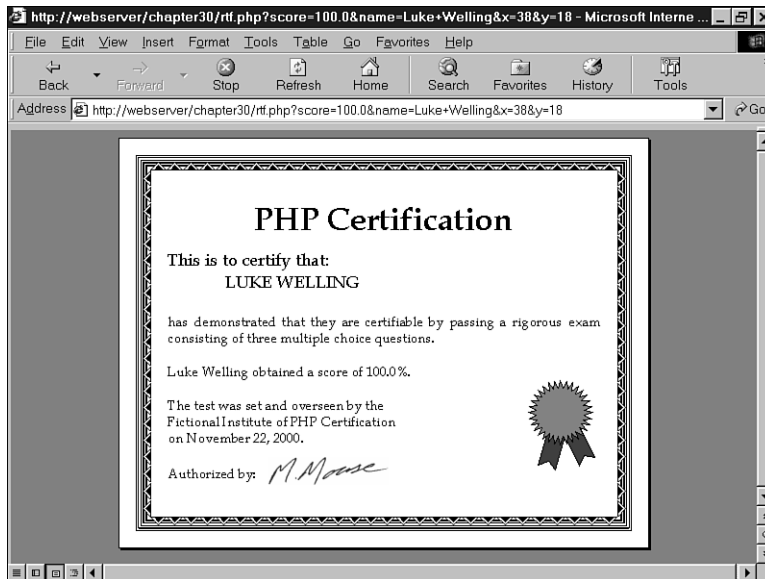 http://webserver/chapter30/rtf.php?score=100.0&name=Luke+Welling&x=38&y=18 - Microsoft Interne ...
File Edit View Insert Format Tools Table Go Favorites Help
Back Forward Stop Refresh Home Search Favorites History Tools
Address http://webserver/chapter30/rtf.php?score=100.0&name=Luke+Welling&x=38&y=18 Go
PHP Certification
This is to certify that:
LUKE WELLING
has demonstrated that they are certifiable by passing a rigorous exam
consisting of three multiple choice questions.
Luke Welling obtained a score of 100.0%.
The test was set and overseen by the
Fictional Institute of PHP Certification
on November 22, 2000.
Authorized by: M. Mouse